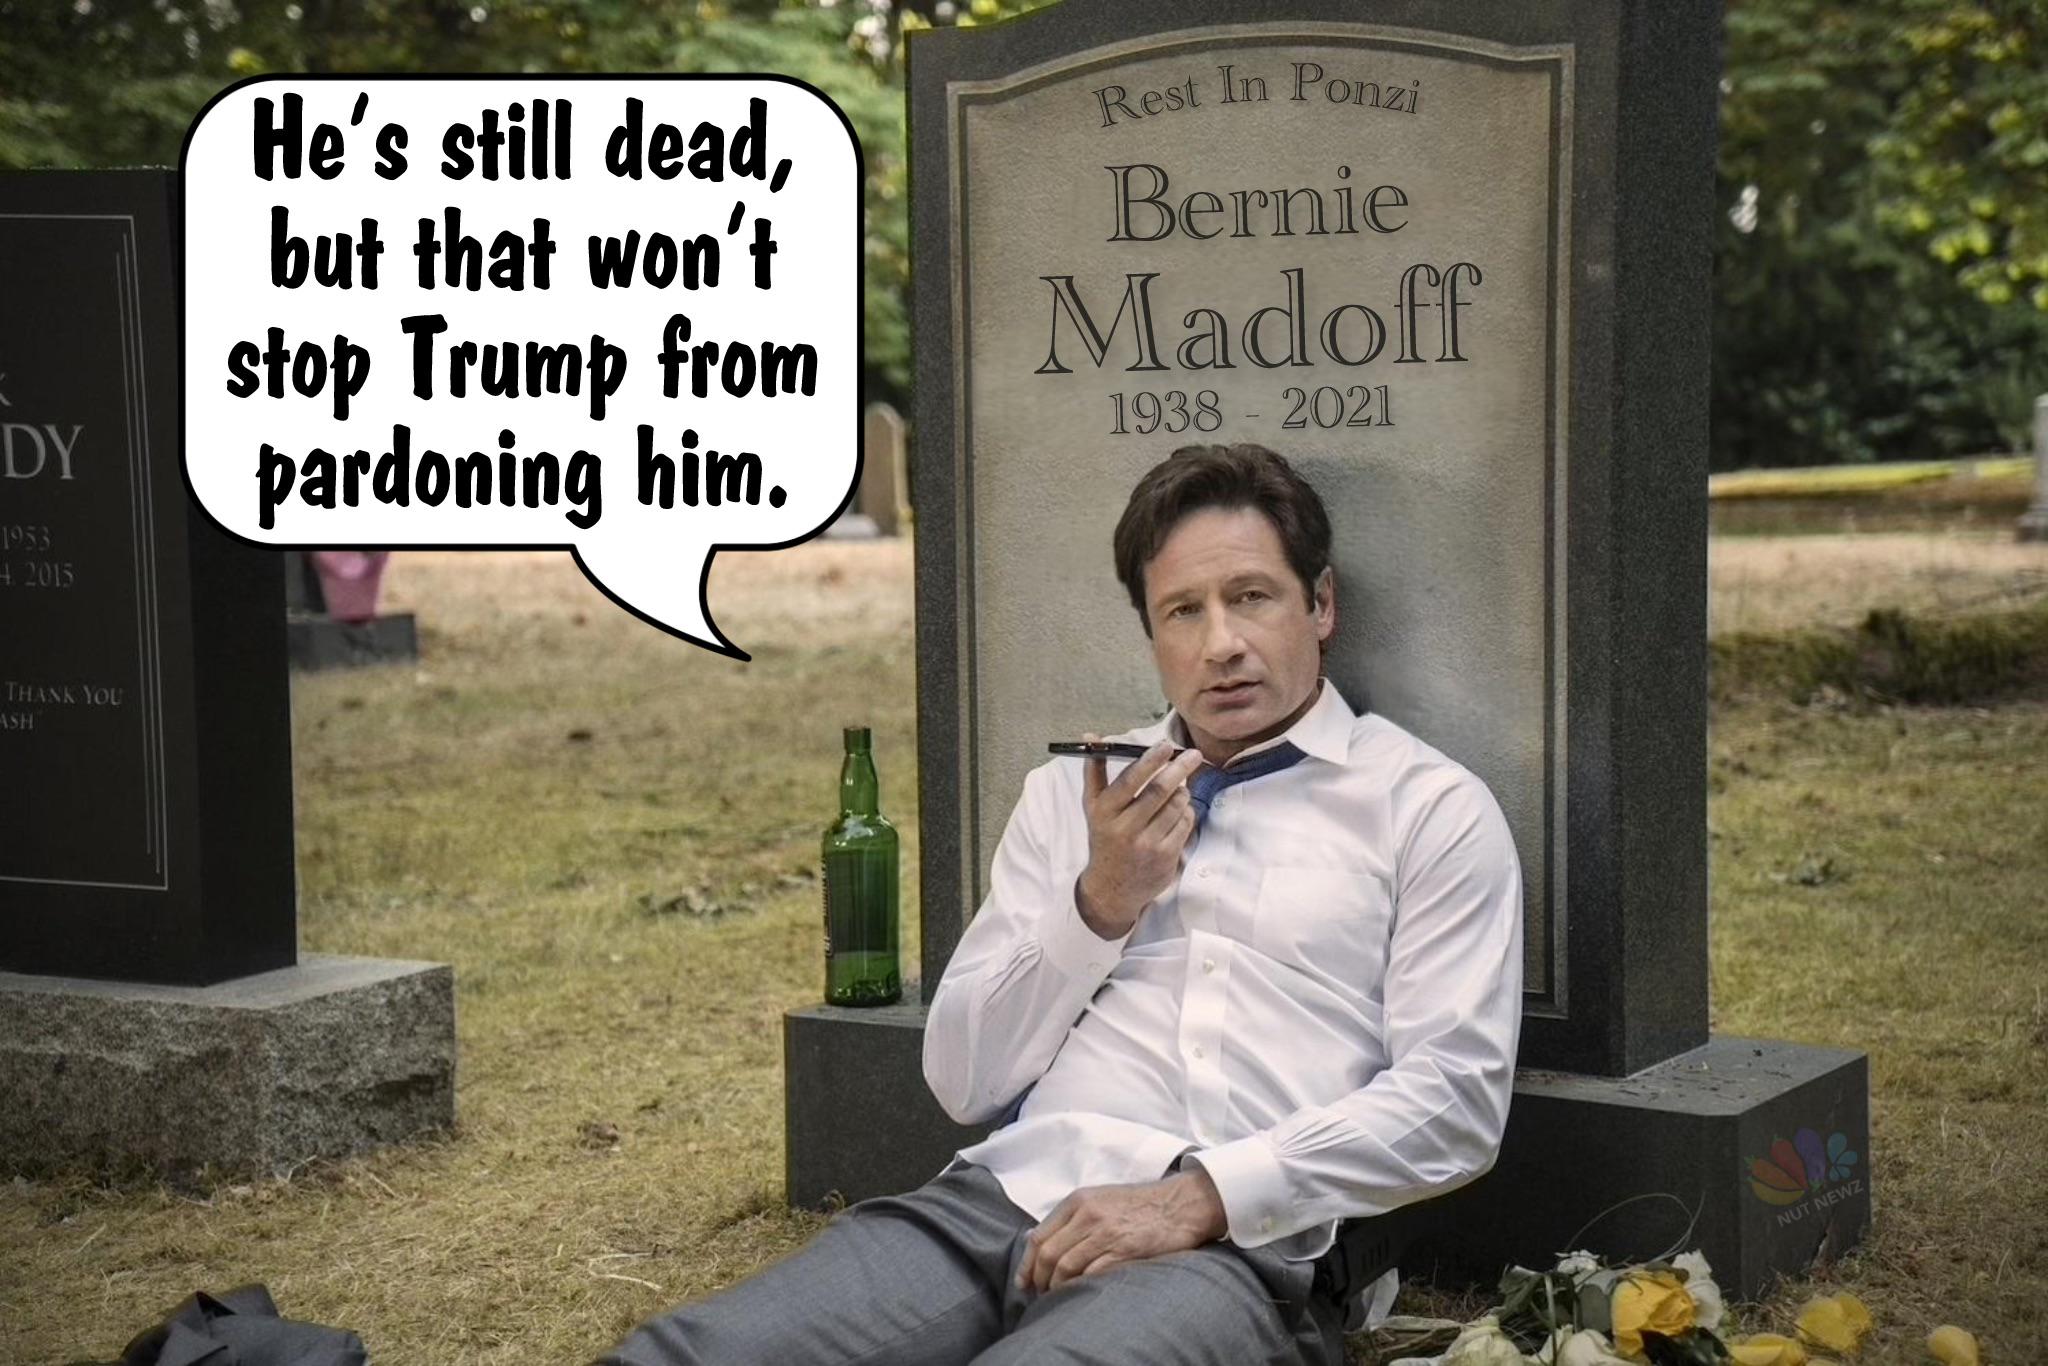 He's still dead,
but that won't
stop Trump from
pardoning him.
Rest In Ponzi
Bernie
Madoff
1938 - 2021
DY
1953
4, 2015
THANK YOU
ASH"
NUT NEWZ